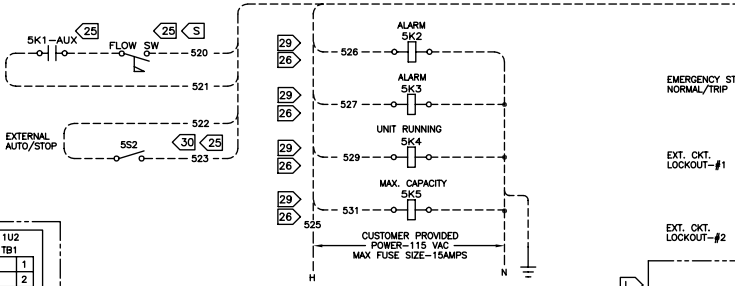 5K1-AUX
25
FLOW SW
25
S
520
521
522
EXTERNAL
AUTO/STOP
5S2
30
25
523
1U2
TB1
1
2
29
26
526
ALARM
5K2
29
26
527
ALARM
5K3
29
26
529
UNIT RUNNING
5K4
29
26
525
531
MAX. CAPACITY
5K5
CUSTOMER PROVIDED
POWER-115 VAC
MAX FUSE SIZE-15AMPS
H
N
EMERGENCY ST
NORMAL/TRIP
EXT. CKT.
LOCKOUT-#1
EXT. CKT.
LOCKOUT-#2